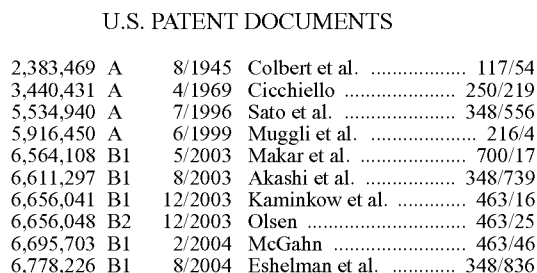 U.S. PATENT DOCUMENTS
2,383,469 A 8/1945 Colbert et al. .................. 117/54
3,440,431 A 4/1969 Cicchiello ..................... 250/219
5,534,940 A 7/1996 Sato et al. ..................... 348/556
5,916,450 A 6/1999 Muggli et al. .................... 216/4
6,564,108 B1 5/2003 Makar et al. .................... 700/17
6,611,297 B1 8/2003 Akashi et al. ................. 348/739
6,656,041 B1 12/2003 Kaminkow et al. ............ 463/16
6,656,048 B2 12/2003 Olsen .............................. 463/25
6,695,703 B1 2/2004 McGahn ......................... 463/46
6,778,226 B1 8/2004 Eshelman et al. ............. 348/836